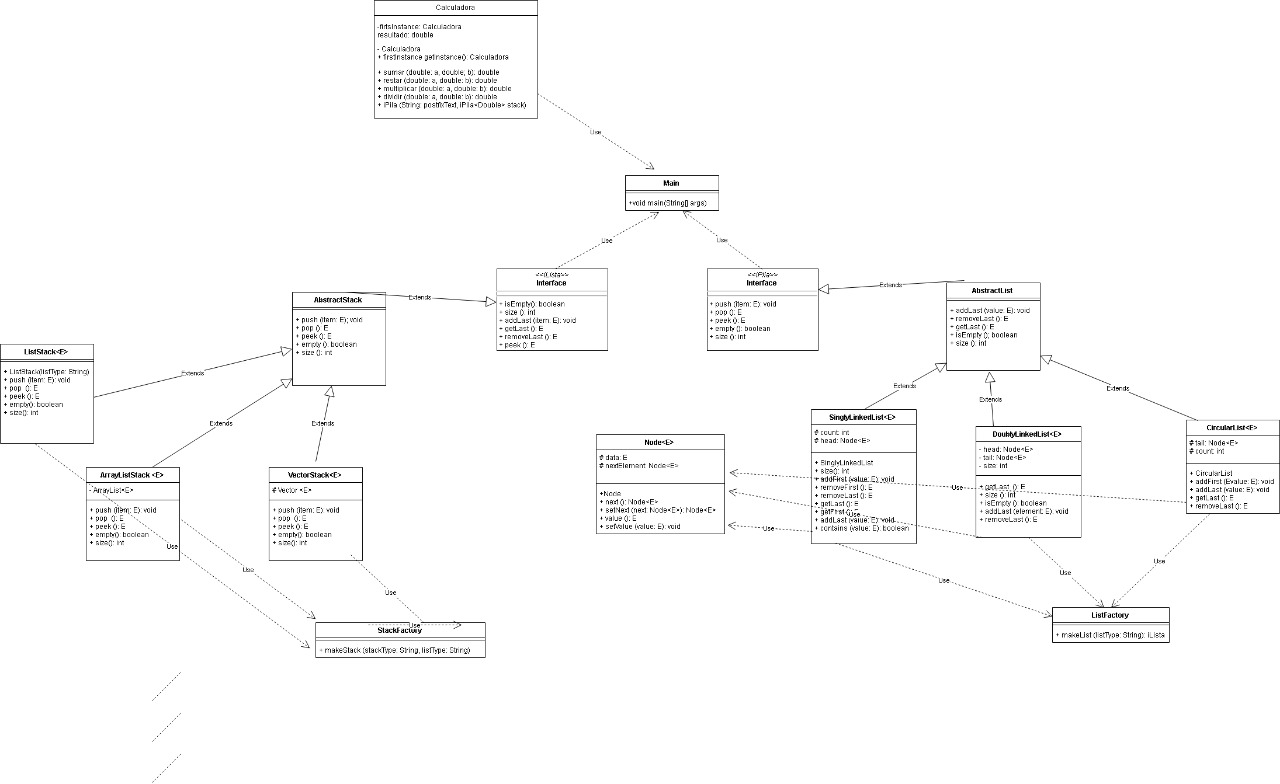 Calculadora
-firtsInstance: Calculadora
resultado: double
- Calculadora
+ firstInstance getInstance(): Calculadora
+ sumar (double: a, double; b): double
+ restar (double: a, double: b): double
+ multiplicar (double: a, double: b): double
+ dividir (double: a, double: b): double
+ iPila (String: postfixText, iPila<Double> stack)
Use
Main
+void main(String[] args)
Use
Use
<<ILista>>
Interface
+ isEmpty(): boolean
+ size (): int
+ addLast (item: E): void
+ getLast(): E
+ removeLast(): E
+ peek (): E
<<IPila>>
Interface
+ push (item: E): void
+ pop (): E
+ peek(): E
+ empty(): boolean
+ size (): int
Extends
Extends
AbstractStack
+ push (item: E); void
+ pop (): E
+ peek (): E
+ empty (): boolean
+ size (): int
AbstractList
+ addLast (value: E): void
+ removeLast (): E
+ getLast (): E
+ isEmpty (); boolean
+ size (): int
ListStack<E>
+ ListStack(listType: String)
+ push (item: E): void
+ pop (): E
+ peek (): E
+ empty(): boolean
+ size(): int
Extends
Extends
Extends
Extends
Extends
Extends
ArrayListStack <E>
- ArrayList<E>
+ push (item): E): void
+ pop (): E
+ peek (): E
+ empty(): boolean
+ size(): int
VectorStack<E>
# Vector <E>
+ push (item): E): void
+ pop (): E
+ peek (): E
+ empty(): boolean
+ size(): int
Node<E>
# data: E
# nextElement: Node<E>
+Node
+ next (): Node<E>
+ setNext (next: Node<E>): Node<E>
+ value (): E
+ setValue (value: E): void
SinglyLinkedList<E>
# count: int
# head: Node<E>
+ SinglyLinkedList
+ size(): int
+ addFirst (value: E): void
+ removeFirst (): E
+ removeLast (): E
+ getLast (): E
+ getFirst(): E
+ addLast (value: E): void
+ contains (value: E): boolean
DoublyLinkedList<E>
- head: Node<E>
- tail: Node<E>
- size: int
+ getLast (): E
+ size (): int
+ isEmpty (): boolean
+ addLast (element: E): void
+ removeLast(): E
CircularList<E>
# tail: Node<E>
# count: int
+ CircularList
+ addFirst (Evalue: E): void
+ addLast (value: E): void
+ getLast (): E
+ removeLast (): E
Use
Use
Use
Use
Use
Use
Use
Use
Use
Use
StackFactory
+ makeStack (stackType: String, listType: String)
ListFactory
+ makeList (listType: String): iLista